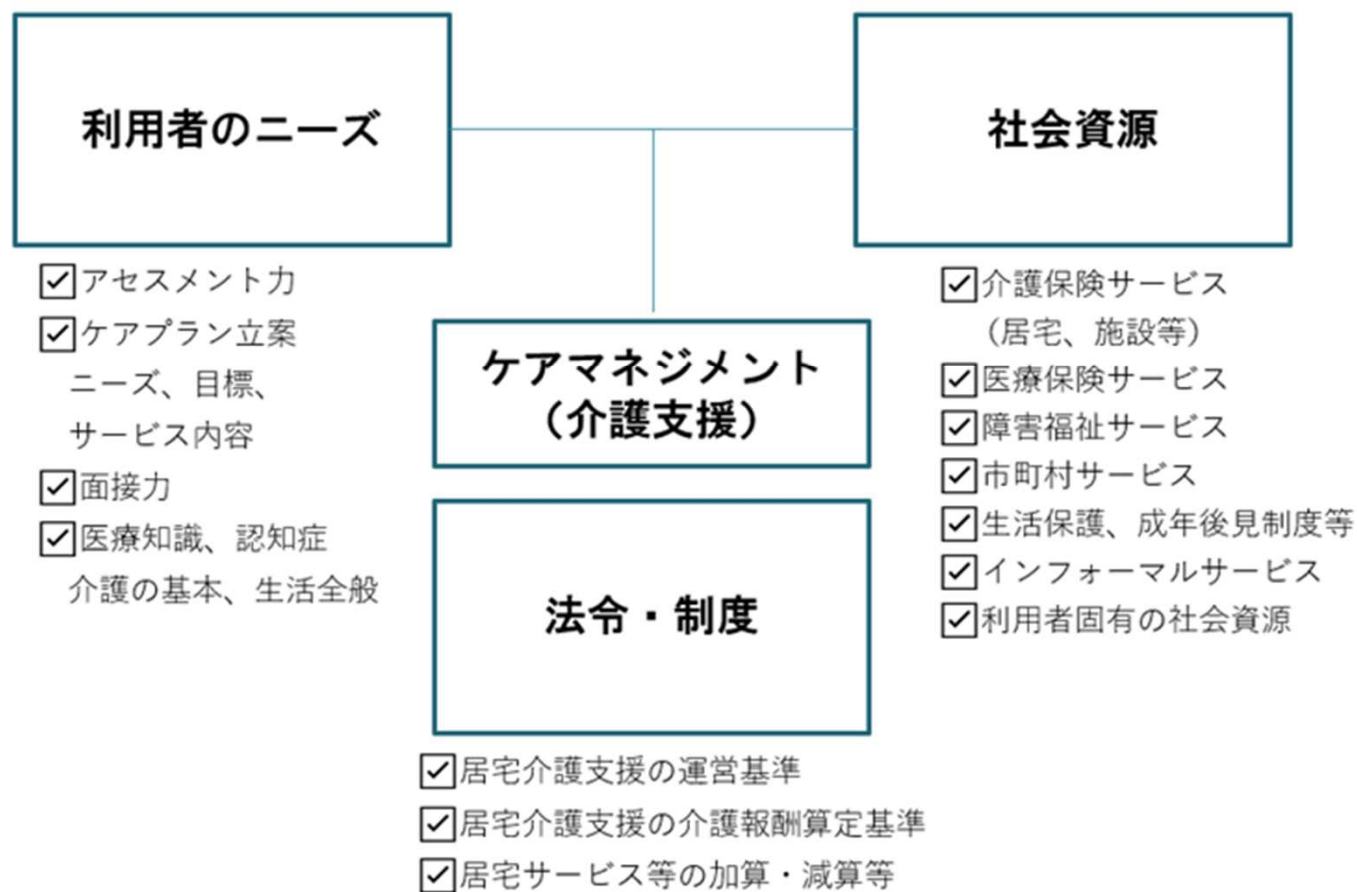 利用者のニーズ
社会資源
☑アセスメント力
☑ケアプラン立案
ニーズ、目標、
サービス内容
☑面接力
☑医療知識、認知症
介護の基本、生活全般
ケアマネジメント
（介護支援）
法令・制度
☑居宅介護支援の運営基準
☑居宅介護支援の介護報酬算定基準
☑居宅サービス等の加算・減算等
☑介護保険サービス
（居宅、施設等）
☑医療保険サービス
☑障害福祉サービス
☑市町村サービス
☑生活保護、成年後見制度等
☑インフォーマルサービス
☑利用者固有の社会資源